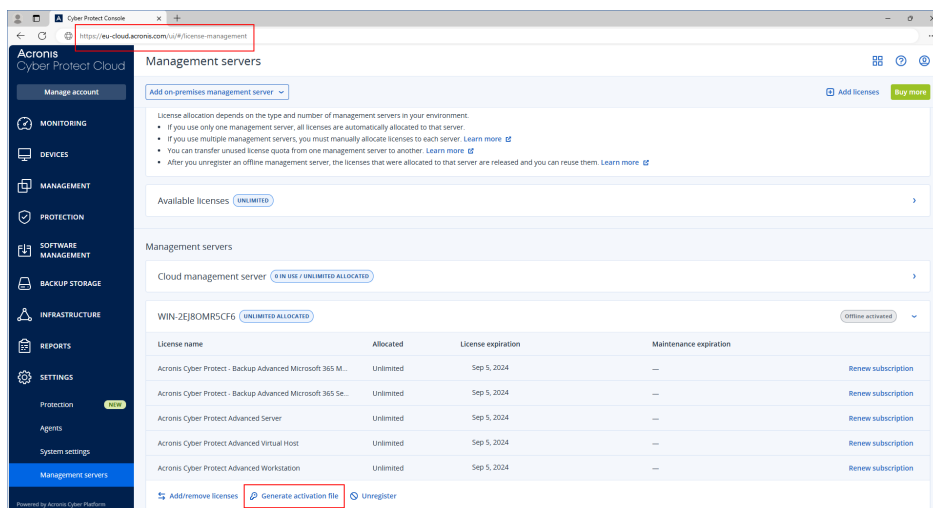 Cyber Protect Console
https://eu-cloud.acronis.com/ui/#/license-management
Acronis
Cyber Protect Cloud
Manage account
MONITORING
DEVICES
MANAGEMENT
PROTECTION
SOFTWARE
MANAGEMENT
BACKUP STORAGE
INFRASTRUCTURE
REPORTS
SETTINGS
Protection NEW
Agents
System settings
Management servers
Powered by Acronis Cyber Platform
Management servers
Add on-premises management server
Add licenses
Buy more
License allocation depends on the type and number of management servers in your environment.
• If you use only one management server, all licenses are automatically allocated to that server.
• If you use multiple management servers, you must manually allocate licenses to each server. Learn more
• You can transfer unused license quota from one management server to another. Learn more
• After you unregister an offline management server, the licenses that were allocated to that server are released and you can reuse them. Learn more
Available licenses UNLIMITED
Management servers
Cloud management server 0 IN USE / UNLIMITED ALLOCATED
WIN-2EJ8OMR5CF6 UNLIMITED ALLOCATED Offline activated
License name Allocated License expiration Maintenance expiration
Acronis Cyber Protect - Backup Advanced Microsoft 365 M... Unlimited Sep 5, 2024 — Renew subscription
Acronis Cyber Protect - Backup Advanced Microsoft 365 Se... Unlimited Sep 5, 2024 — Renew subscription
Acronis Cyber Protect Advanced Server Unlimited Sep 5, 2024 — Renew subscription
Acronis Cyber Protect Advanced Virtual Host Unlimited Sep 5, 2024 — Renew subscription
Acronis Cyber Protect Advanced Workstation Unlimited Sep 5, 2024 — Renew subscription
Add/remove licenses Generate activation file Unregister